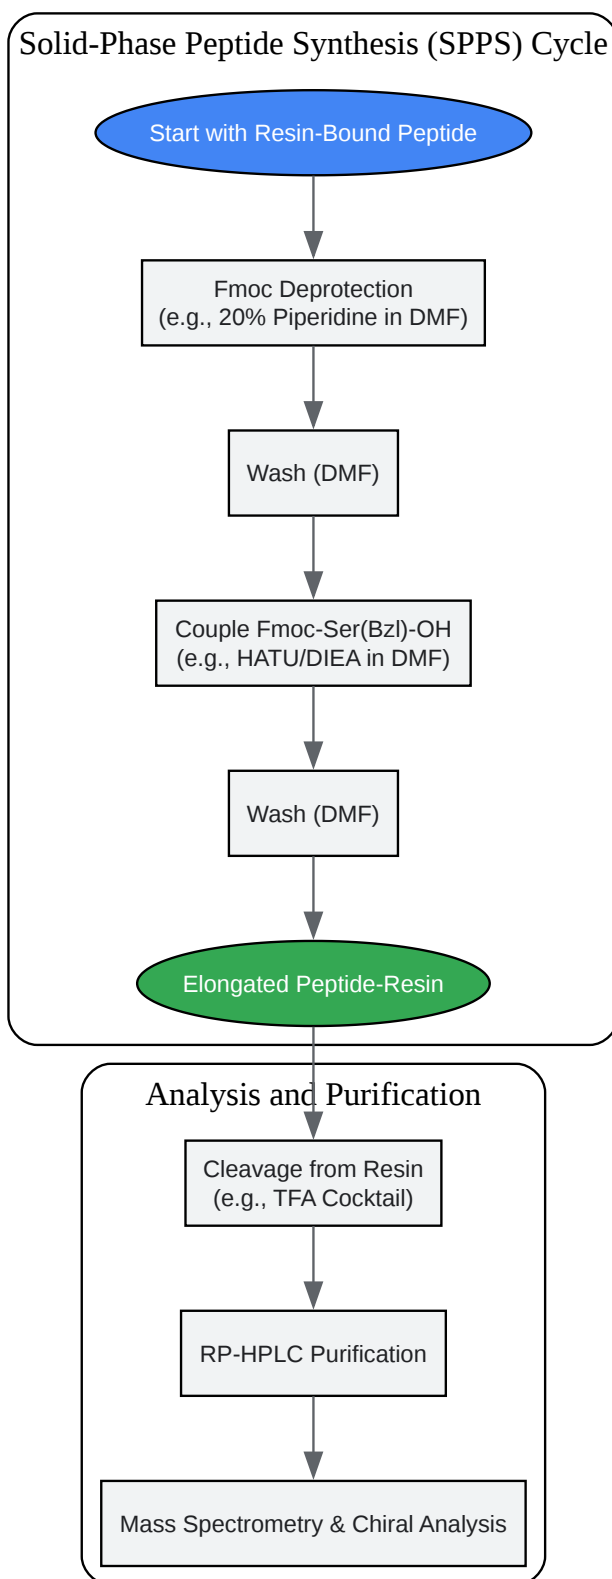 Solid-Phase Peptide Synthesis (SPPS) Cycle
Start with Resin-Bound Peptide
Fmoc Deprotection
(e.g., 20% Piperidine in DMF)
Wash (DMF)
Couple Fmoc-Ser(Bzl)-OH
(e.g., HATU/DIEA in DMF)
Wash (DMF)
Elongated Peptide-Resin
Analysis and Purification
Cleavage from Resin
(e.g., TFA Cocktail)
RP-HPLC Purification
Mass Spectrometry & Chiral Analysis